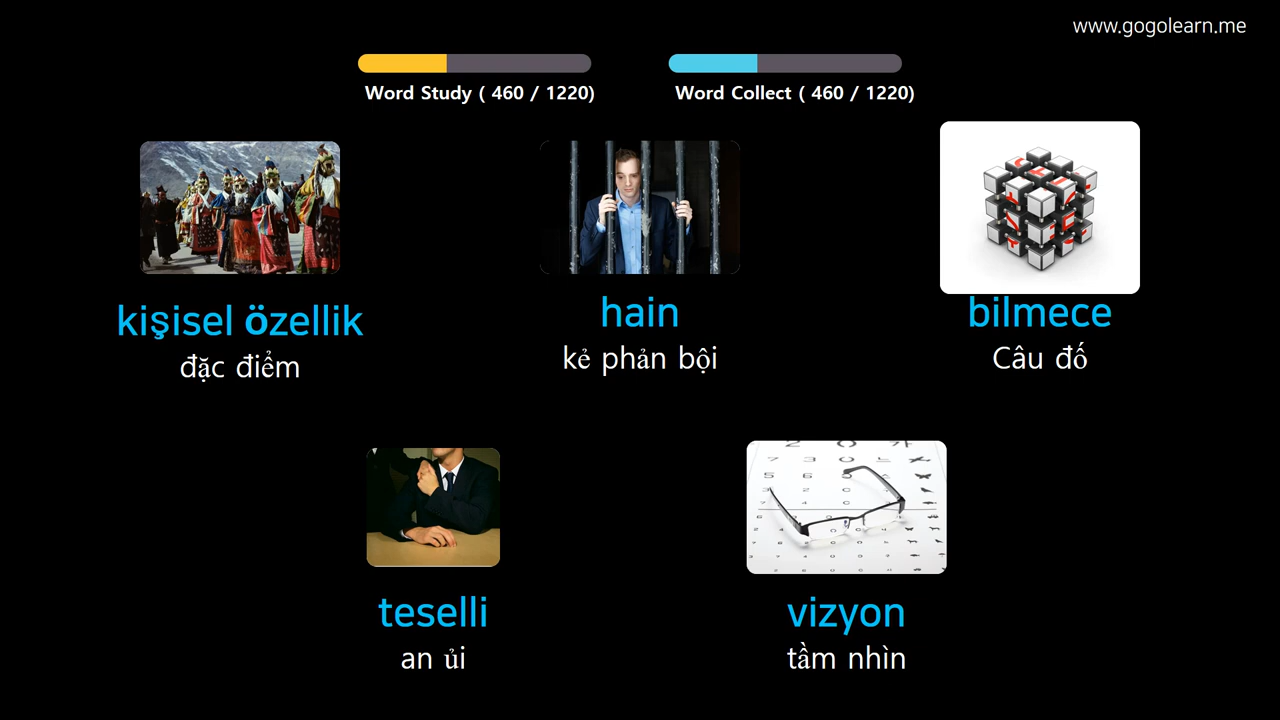 www.gogolearn.me
Word Study ( 460 / 1220)
Word Collect ( 460 / 1220)
kişisel özellik
đặc điểm
hain
kẻ phản bội
bilmece
Câu đố
teselli
an ủi
vizyon
tầm nhìn